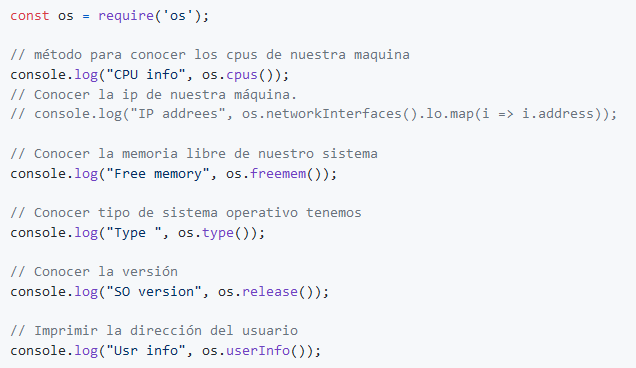 const os = require('os');
// método para conocer los cpus de nuestra maquina
console.log("CPU info", os.cpus());
// Conocer la ip de nuestra máquina.
// console.log("IP addrees", os.networkInterfaces().lo.map(i => i.address));
// Conocer la memoria libre de nuestro sistema
console.log("Free memory", os.freemem());
// Conocer tipo de sistema operativo tenemos
console.log("Type ", os.type());
// Conocer la versión
console.log("SO version", os.release());
// Imprimir la dirección del usuario
console.log("Usr info", os.userInfo());